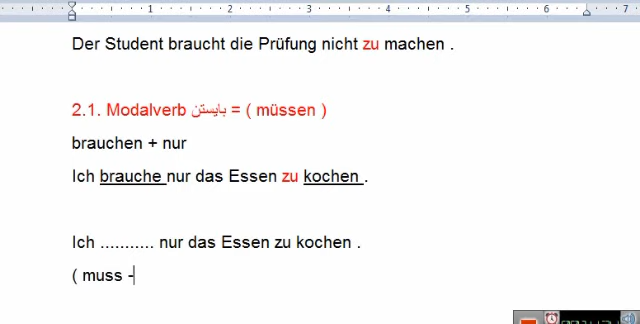 Der Student braucht die Prüfung nicht zu machen .
2.1. Modalverb بایستن = ( müssen )
brauchen + nur
Ich brauche nur das Essen zu kochen .
Ich ........... nur das Essen zu kochen .
( muss -